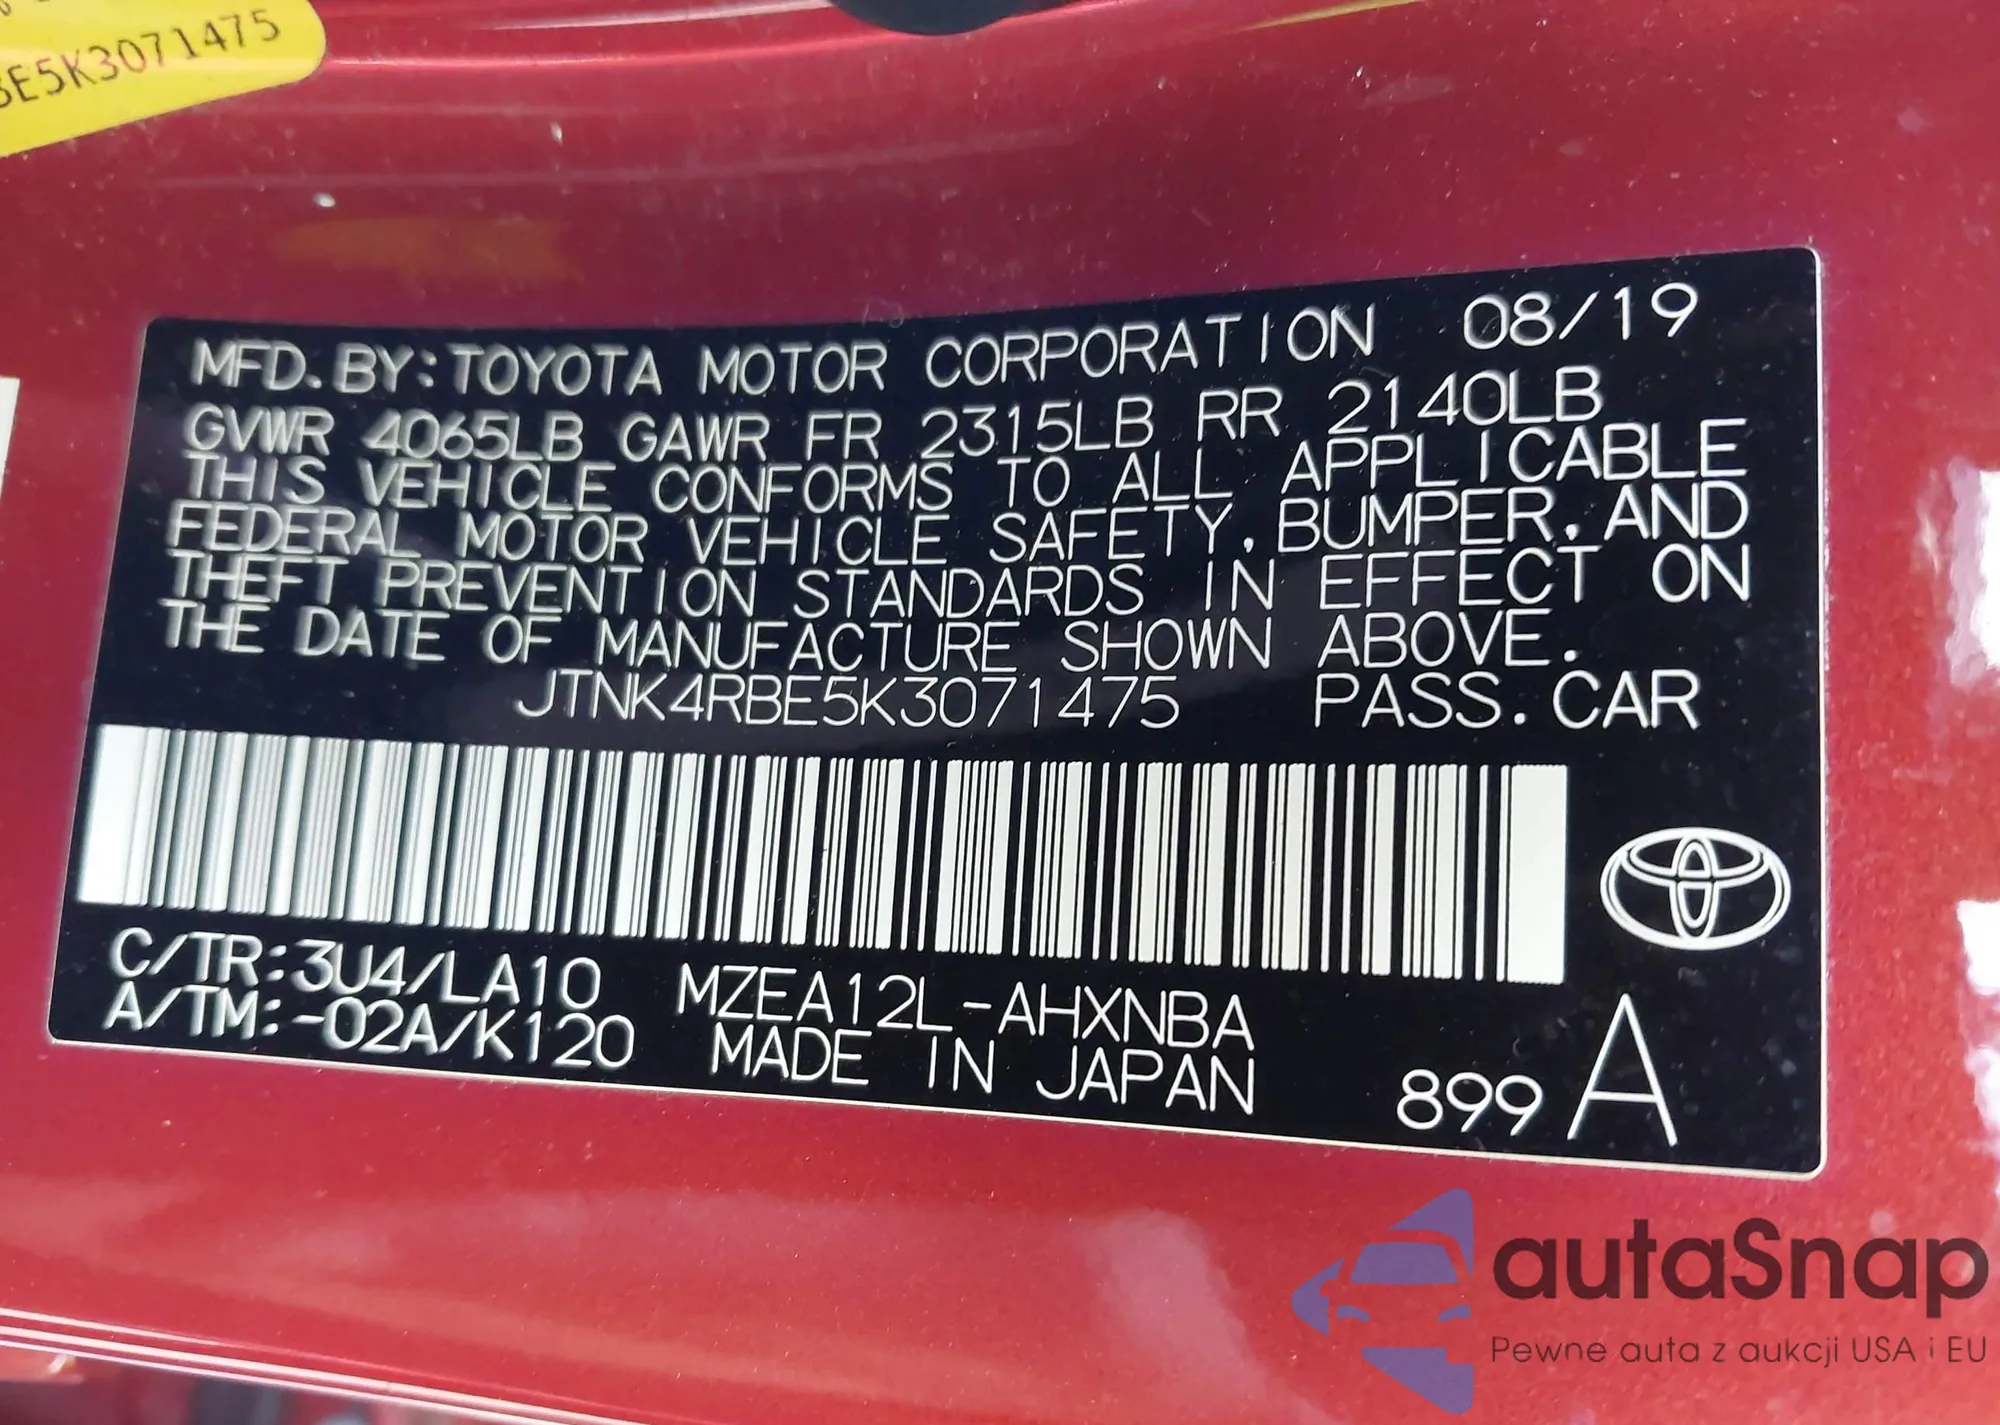 BE5K3071475
MFD. BY: TOYOTA MOTOR CORPORATION 08/19
GVWR 4065LB GAWR FR 2315LB RR 2140LB
THIS VEHICLE CONFORMS TO ALL APPLICABLE
FEDERAL MOTOR VEHICLE SAFETY, BUMPER, AND
THEFT PREVENTION STANDARDS IN EFFECT ON
THE DATE OF MANUFACTURE SHOWN ABOVE.
JTNK4RBE5K3071475 PASS. CAR
C/TR: 3U4/LA10 MZEA12L-AHXNBA
A/TM: -02A/K120 MADE IN JAPAN 899 A
autaSnap
Pewne auta z aukcji USA i EU